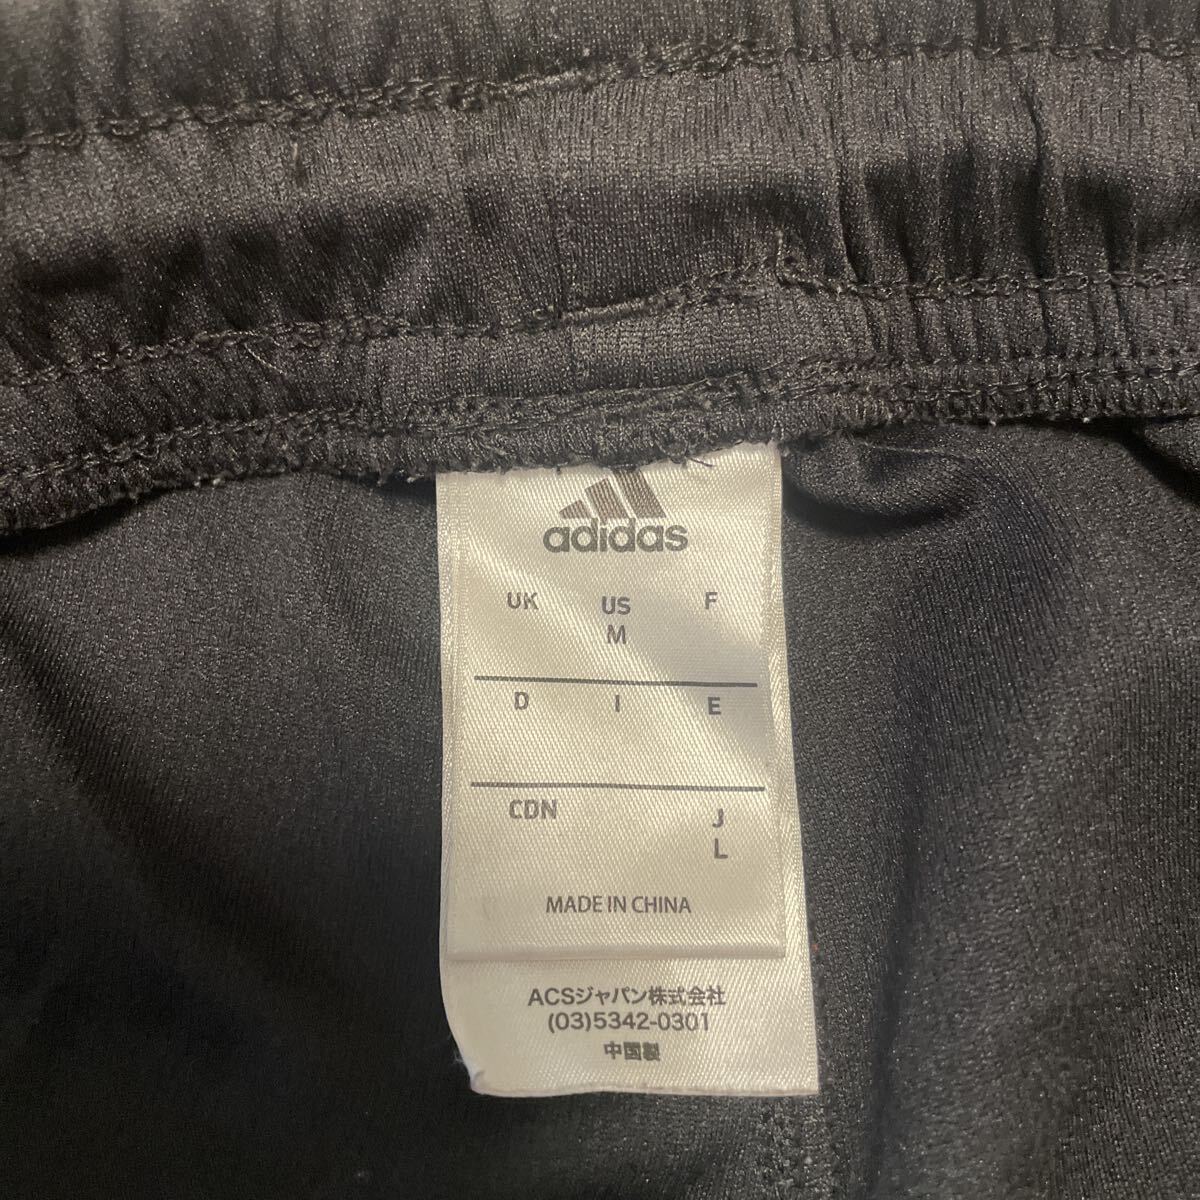 adidas
UK US F
M
D I E
CDN J
L
MADE IN CHINA
ACSジャパン株式会社
(03)5342-0301
中国製